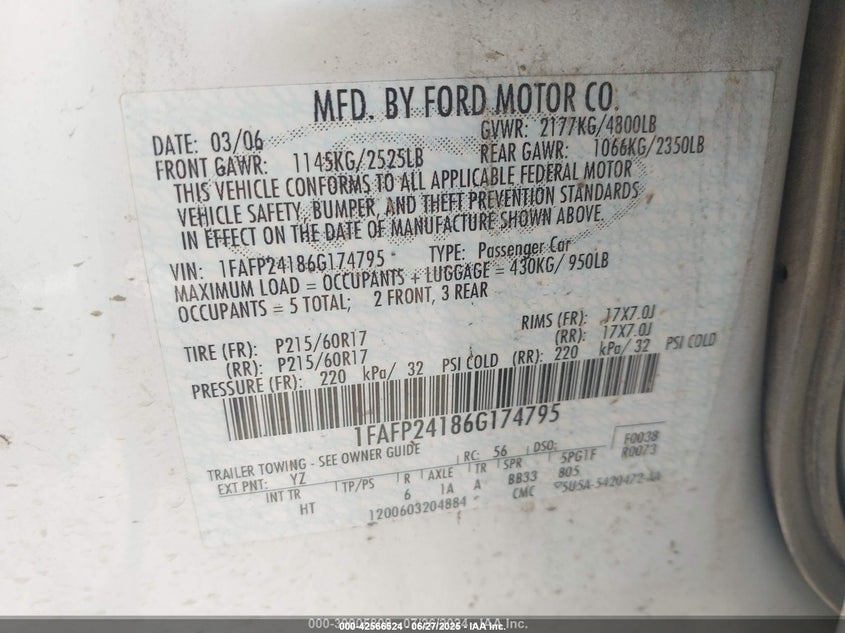 MFD. BY FORD MOTOR CO.
DATE: 03/06 GVWR: 2177KG/4800LB
FRONT GAWR: 1145KG/2525LB REAR GAWR: 1066KG/2350LB
THIS VEHICLE CONFORMS TO ALL APPLICABLE FEDERAL MOTOR
VEHICLE SAFETY, BUMPER, AND THEFT PREVENTION STANDARDS
IN EFFECT ON THE DATE OF MANUFACTURE SHOWN ABOVE.
VIN: 1FAFP24186G174795 TYPE: Passenger Car
MAXIMUM LOAD = OCCUPANTS + LUGGAGE = 430KG/ 950LB
OCCUPANTS = 5 TOTAL; 2 FRONT, 3 REAR
TIRE (FR): P215/60R17 RIMS (FR): 17X7.0J
(RR): P215/60R17 (RR): 17X7.0J
PRESSURE (FR): 220 kPa/ 32 PSI COLD (RR): 220 kPa/ 32 PSI COLD
1FAFP24186G174795
TRAILER TOWING - SEE OWNER GUIDE RC: 56 DSO: F0038
EXT PNT: YZ R0073
INT TR TP/PS R AXLE TR SPR 5PG1F
HT 6 1A A BB33 805
1200603204884 CMC 5U5A-5420472-AA
000-42566524 06/27/2025 IAA Inc.